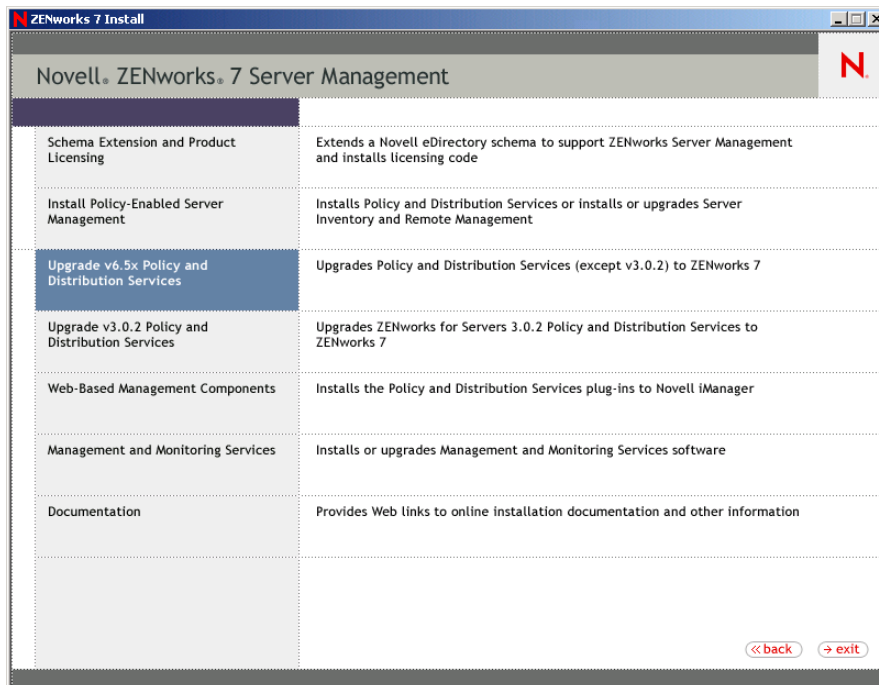 ZENworks 7 Install
Novell® ZENworks® 7 Server Management
N®
Schema Extension and Product
Licensing
Extends a Novell eDirectory schema to support ZENworks Server Management
and installs licensing code
Install Policy-Enabled Server
Management
Installs Policy and Distribution Services or installs or upgrades Server
Inventory and Remote Management
Upgrade v6.5x Policy and
Distribution Services
Upgrades Policy and Distribution Services (except v3.0.2) to ZENworks 7
Upgrade v3.0.2 Policy and
Distribution Services
Upgrades ZENworks for Servers 3.0.2 Policy and Distribution Services to
ZENworks 7
Web-Based Management Components
Installs the Policy and Distribution Services plug-ins to Novell iManager
Management and Monitoring Services
Installs or upgrades Management and Monitoring Services software
Documentation
Provides Web links to online installation documentation and other information
« back
→ exit